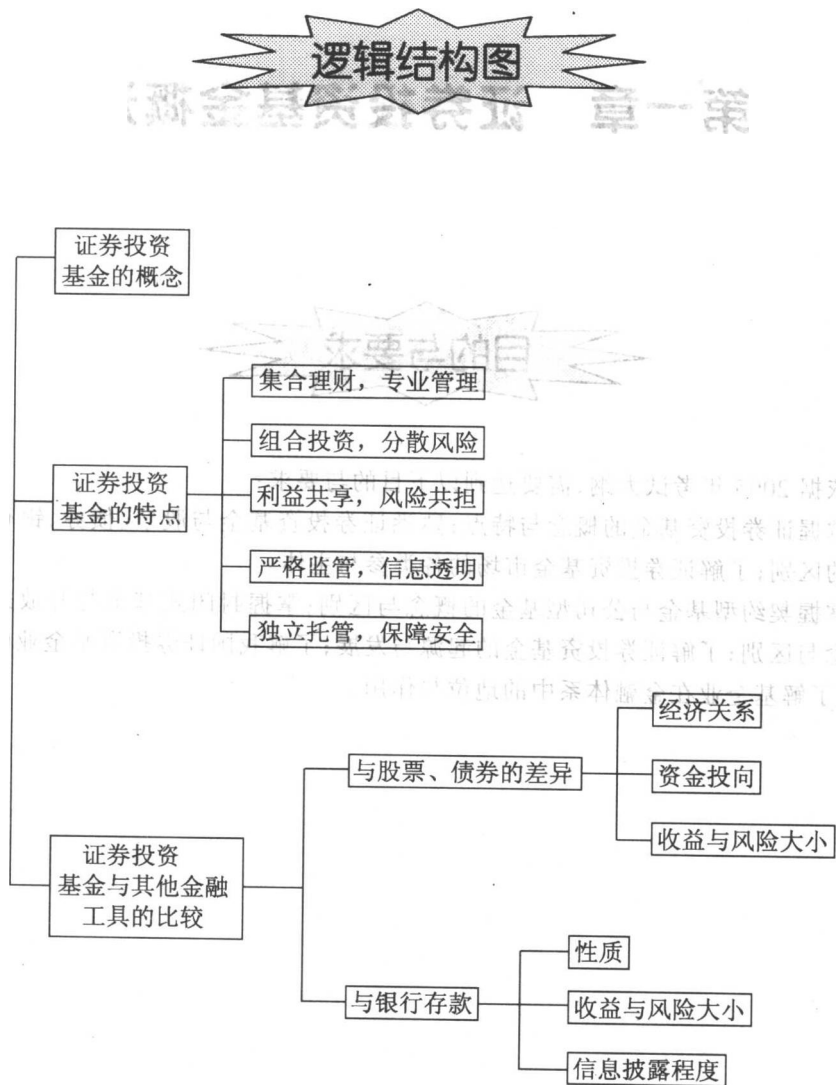 逻辑结构图
证券投资
基金的概念
集合理财，专业管理
组合投资，分散风险
证券投资
基金的特点
利益共享，风险共担
严格监管，信息透明
独立托管，保障安全
经济关系
与股票、债券的差异
资金投向
收益与风险大小
证券投资
基金与其他金融
工具的比较
性质
与银行存款
收益与风险大小
信息披露程度